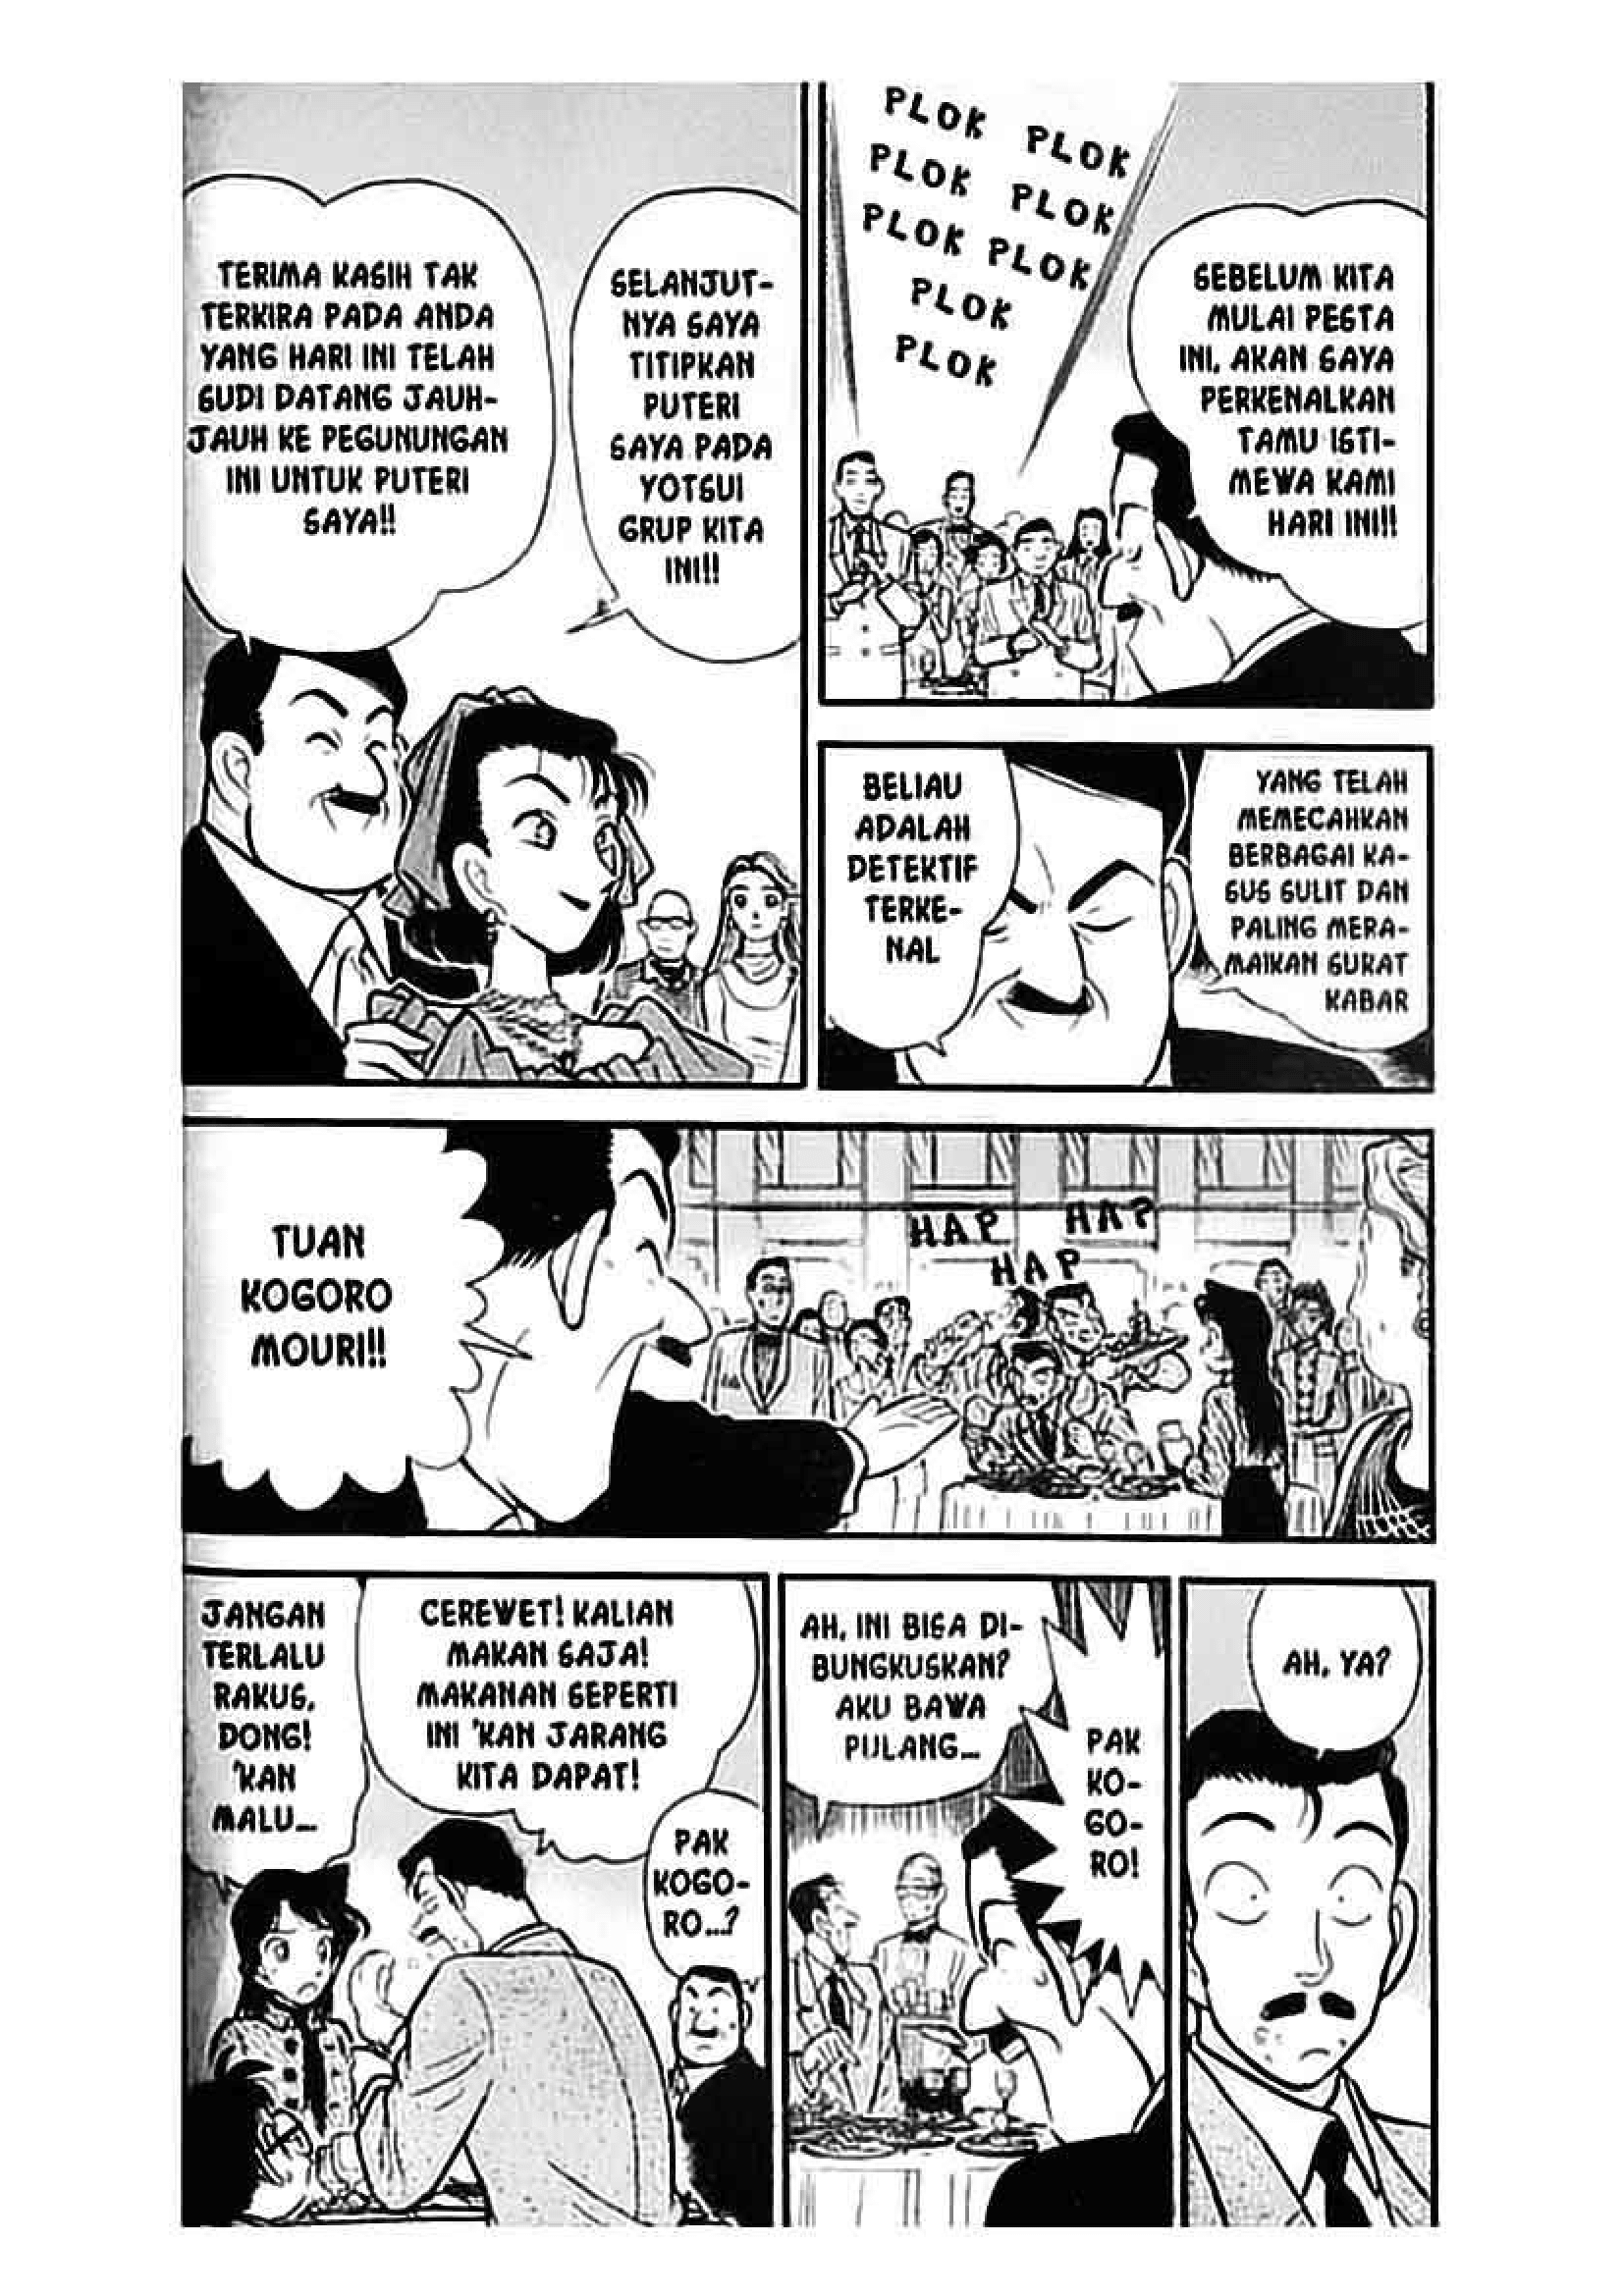 TERIMA KASIH TAK
TERKIRA PADA ANDA
YANG HARI INI TELAH
SUDI DATANG JAUH-
JAUH KE PEGUNUNGAN
INI UNTUK PUTERI
SAYA!!
SELANJUT-
NYA SAYA
TITIPKAN
PUTERI
SAYA PADA
YOTSUI
GRUP KITA
INI!!
PLOK PLOK
PLOK PLOK
PLOK PLOK
PLOK
PLOK
SEBELUM KITA
MULAI PESTA
INI, AKAN SAYA
PERKENALKAN
TAMU ISTI-
MEWA KAMI
HARI INI!!
BELIAU
ADALAH
DETEKTIF
TERKE-
NAL
YANG TELAH
MEMECAHKAN
BERBAGAI KA-
SUS SULIT DAN
PALING MERA-
MAIKAN SURAT
KABAR
TUAN
KOGORO
MOURI!!
HAP HAP
HAP
JANGAN
TERLALU
RAKUS,
DONG!
'KAN
MALU...
CEREWET! KALIAN
MAKAN SAJA!
MAKANAN SEPERTI
INI 'KAN JARANG
KITA DAPAT!
PAK
KOGO-
RO...?
AH, INI BISA DI-
BUNGKUSKAN?
AKU BAWA
PULANG...
PAK
KO-
GO-
RO!
AH, YA?